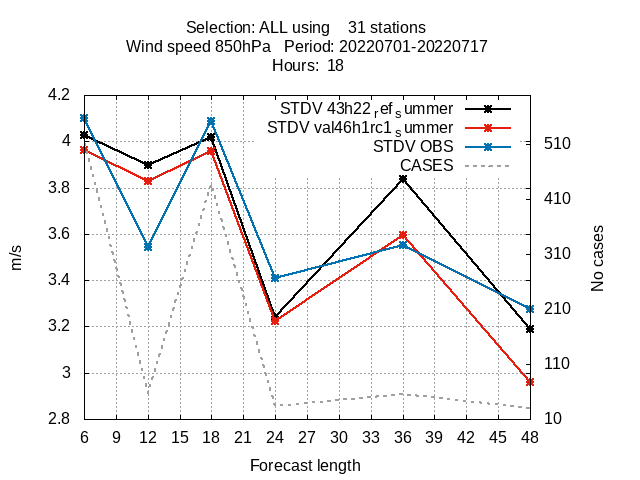 Selection: ALL using 31 stations
Wind speed 850hPa Period: 20220701-20220717
Hours: 18
STDV 43h22refsummer
STDV val46h1rc1summer
STDV OBS
CASES
4.2
4
3.8
3.6
3.4
3.2
3
2.8
510
410
310
210
110
10
m/s
No cases
6 9 12 15 18 21 24 27 30 33 36 39 42 45 48
Forecast length